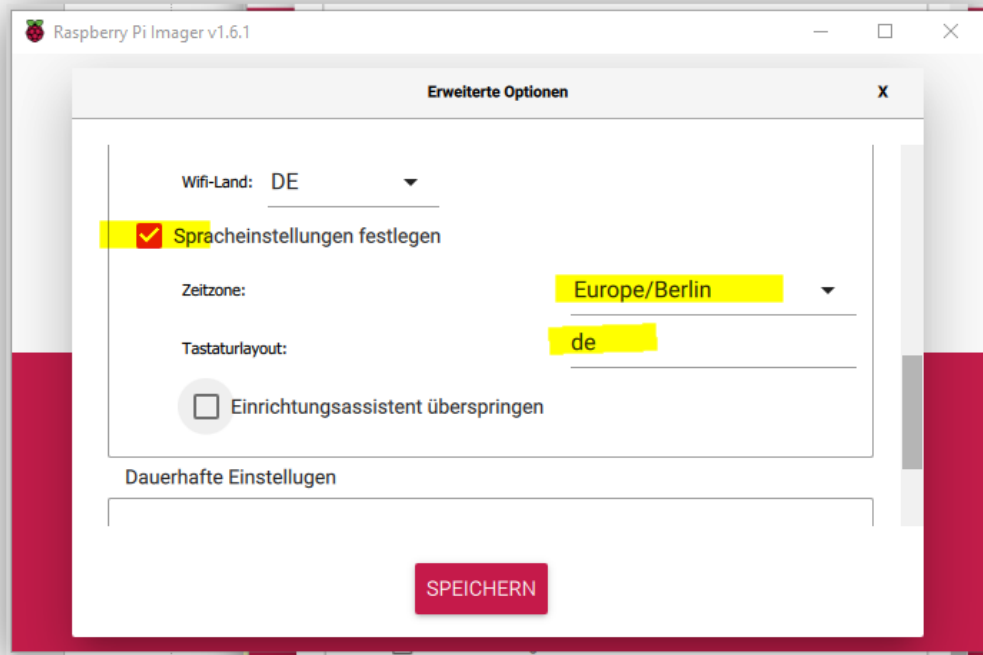 Raspberry Pi Imager v1.6.1
Erweiterte Optionen X
Wifi-Land: DE
Spracheinstellungen festlegen
Zeitzone: Europe/Berlin
Tastaturlayout: de
Einrichtungsassistent überspringen
Dauerhafte Einstellugen
SPEICHERN